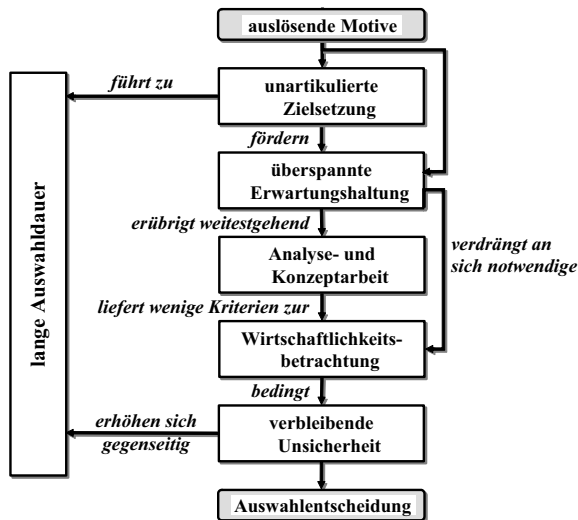 auslösende Motive
führt zu
unartikulierte
Zielsetzung
fördern
überspannte
Erwartungshaltung
erübrigt weitestgehend
verdrängt an
sich notwendige
Analyse- und
Konzeptarbeit
liefert wenige Kriterien zur
Wirtschaftlichkeits-
betrachtung
bedingt
lange Auswahldauer
erhöhen sich
gegenseitig
verbleibende
Unsicherheit
Auswahlentscheidung